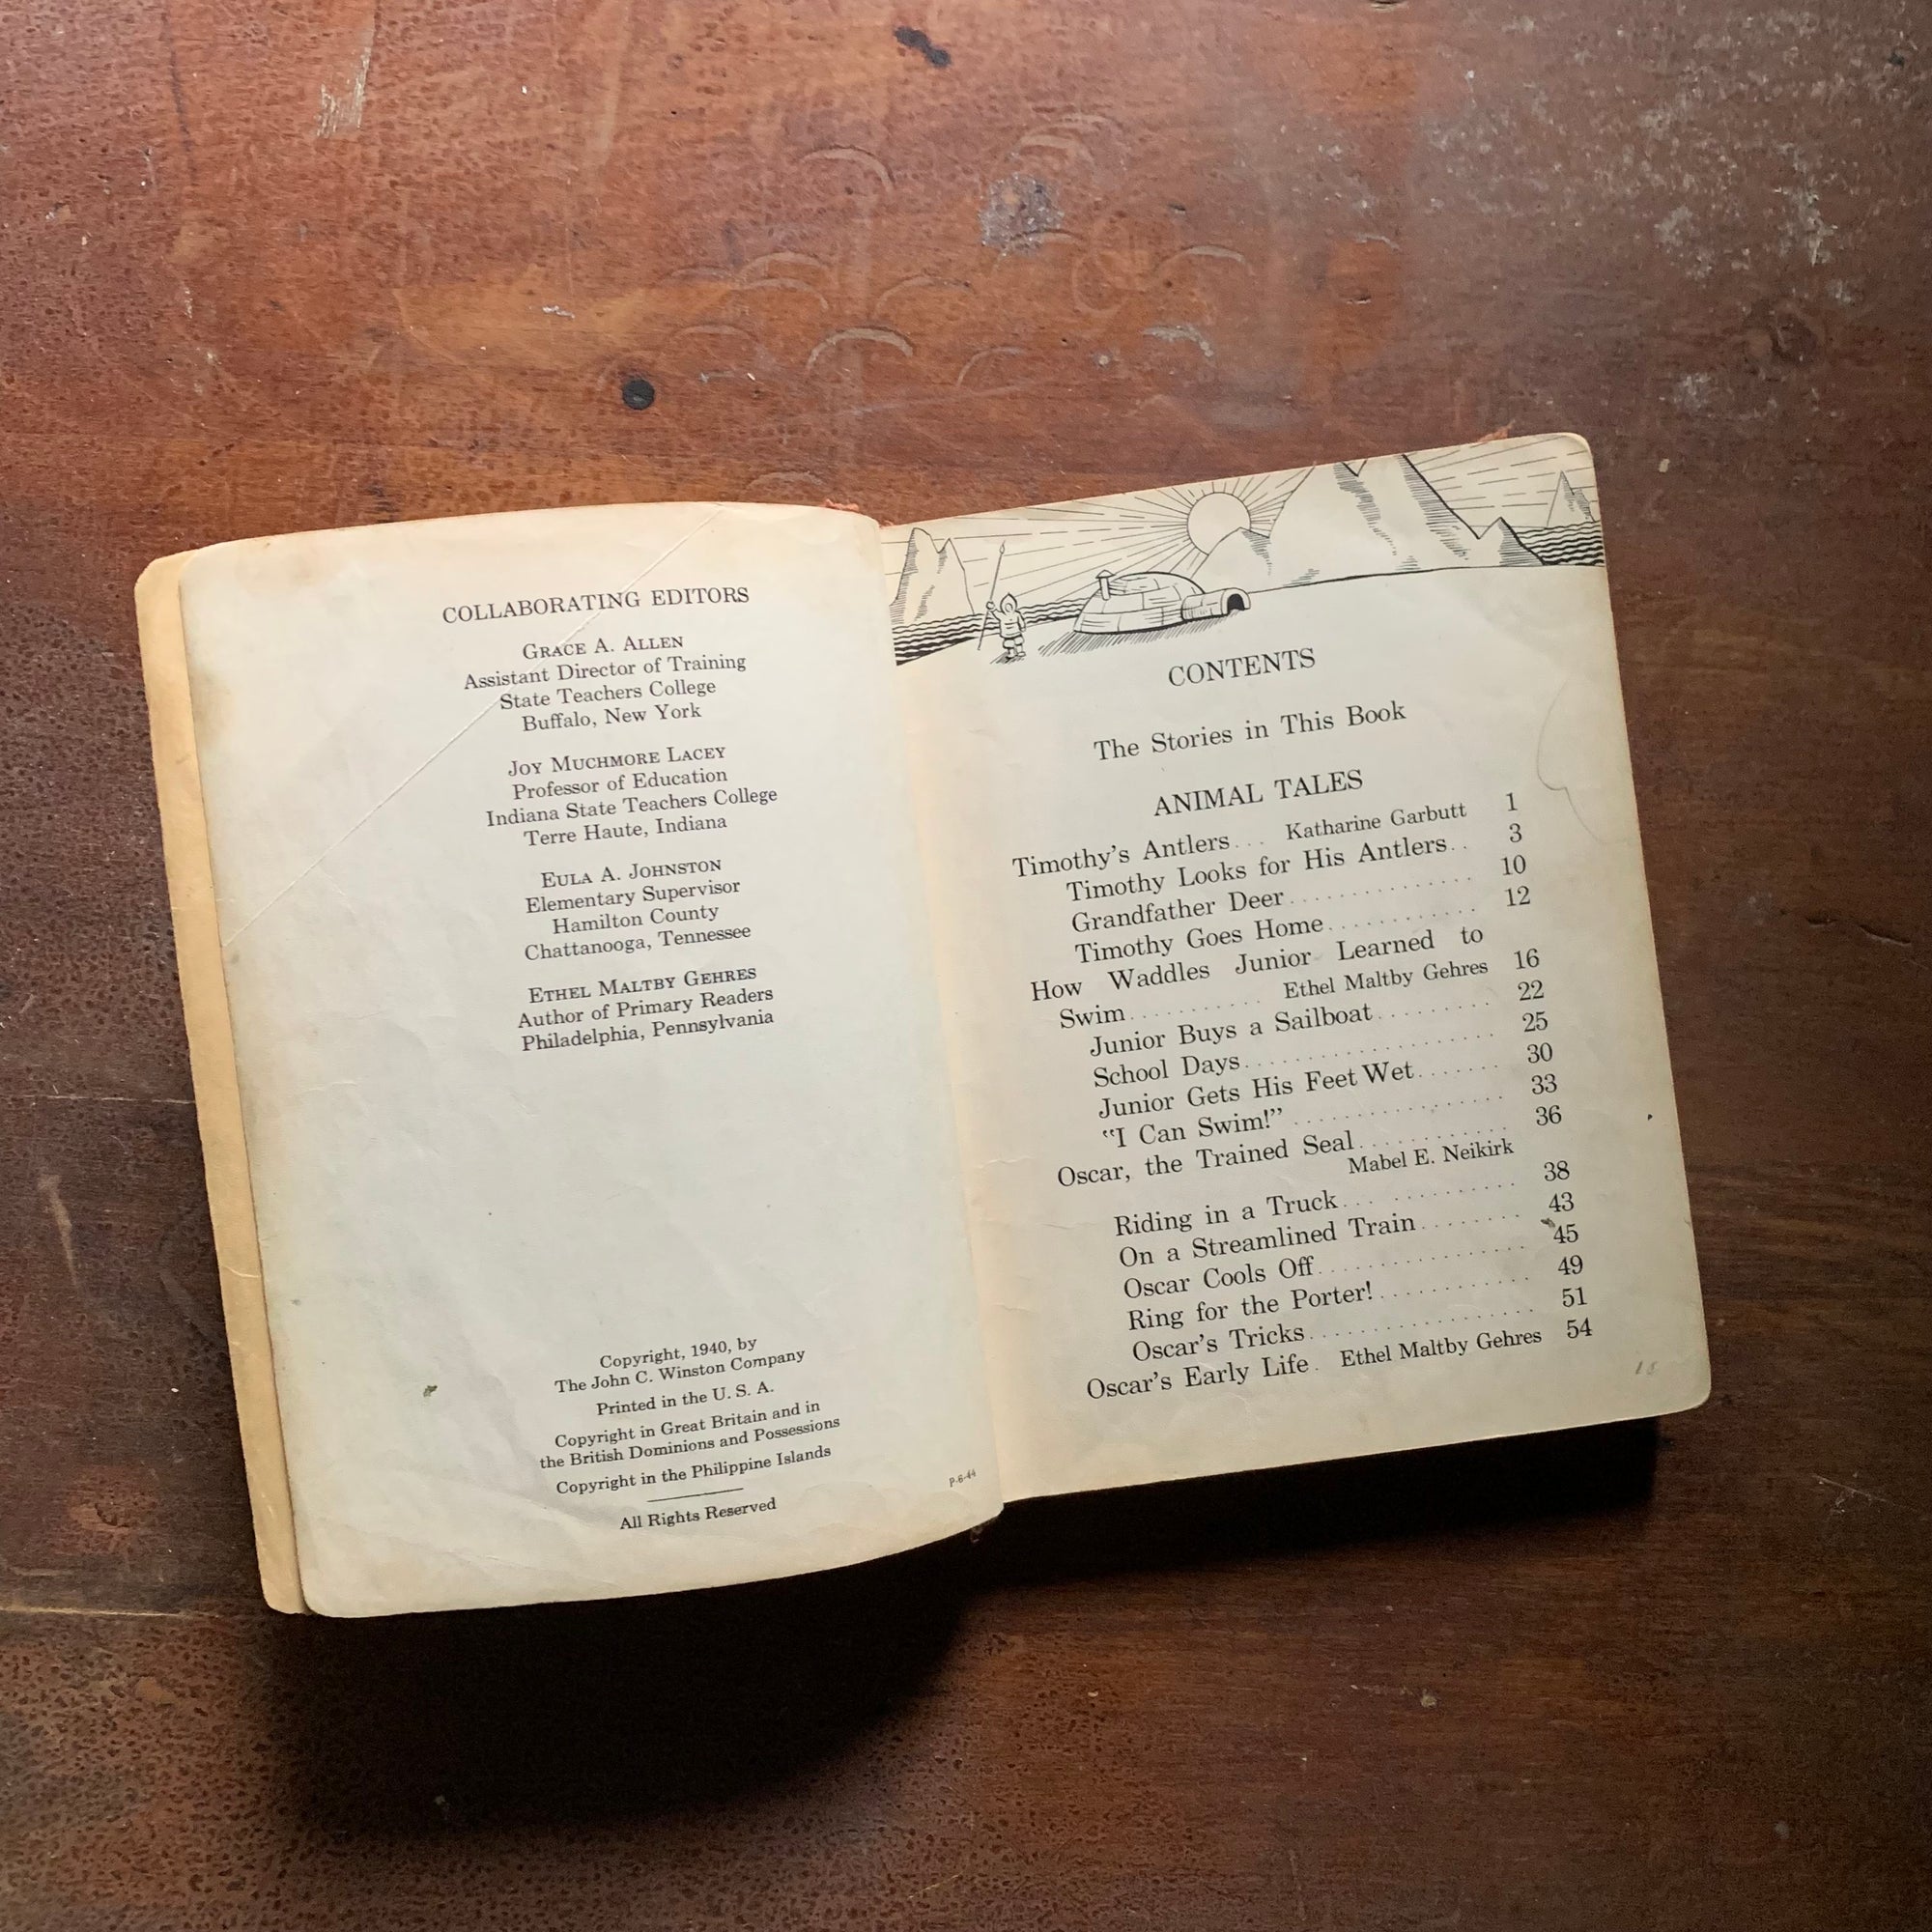 COLLABORATING EDITORS
GRACE A. ALLEN
Assistant Director of Training
State Teachers College
Buffalo, New York
JOY MUCHMORE LACEY
Professor of Education
Indiana State Teachers College
Terre Haute, Indiana
EULA A. JOHNSTON
Elementary Supervisor
Hamilton County
Chattanooga, Tennessee
ETHEL MALTBY GEHRES
Author of Primary Readers
Philadelphia, Pennsylvania
Copyright, 1940, by
The John C. Winston Company
Printed in the U. S. A.
Copyright in Great Britain and in
the British Dominions and Possessions
Copyright in the Philippine Islands
All Rights Reserved
P-6-44
CONTENTS
The Stories in This Book
ANIMAL TALES
Timothy's Antlers... Katharine Garbutt 1
Timothy Looks for His Antlers.. 3
Grandfather Deer............. 10
Timothy Goes Home........... 12
How Waddles Junior Learned to
Swim.......... Ethel Maltby Gehres 16
Junior Buys a Sailboat......... 22
School Days................... 25
Junior Gets His Feet Wet....... 30
"I Can Swim!"................ 33
Oscar, the Trained Seal............ 36
Mabel E. Neikirk
Riding in a Truck... .......... 38
On a Streamlined Train........ 43
Oscar Cools Off............... 45
Ring for the Porter!........... 49
Oscar's Tricks................ 51
Oscar's Early Life. Ethel Maltby Gehres 54